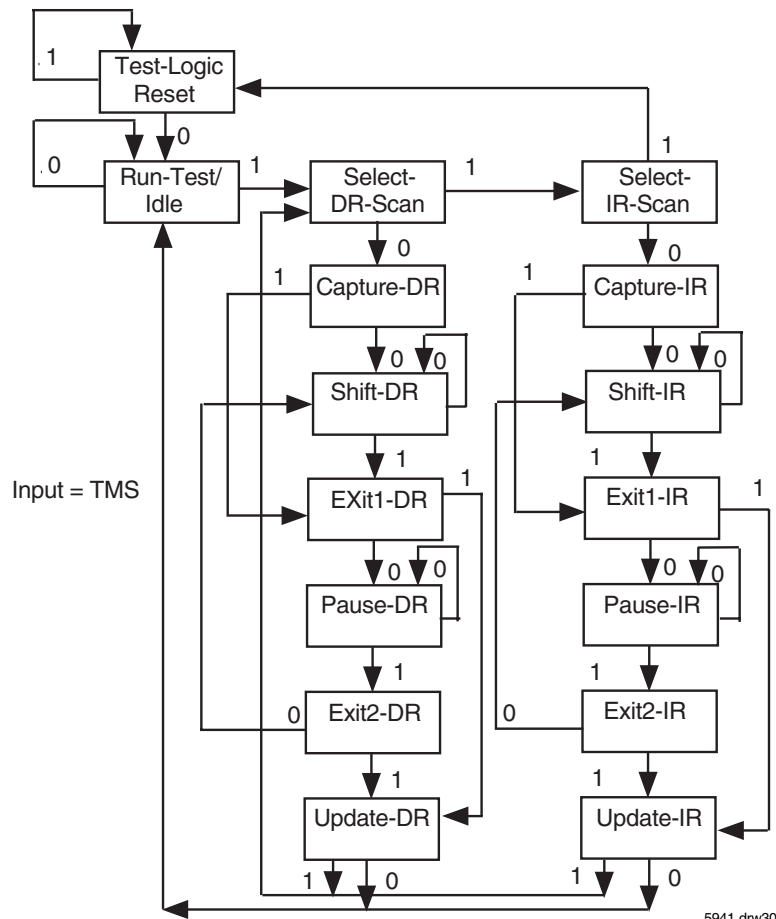 1
Test-Logic
Reset
0
1
0
Run-Test/
Idle
1
Select-
DR-Scan
1
Select-
IR-Scan
0
0
1
Capture-DR
1
Capture-IR
0
0
0
0
Shift-DR
Shift-IR
1
1
Input = TMS
EXit1-DR
1
Exit1-IR
1
0
0
0
0
Pause-DR
Pause-IR
1
1
0
Exit2-DR
0
Exit2-IR
1
1
Update-DR
Update-IR
1
0
1
0